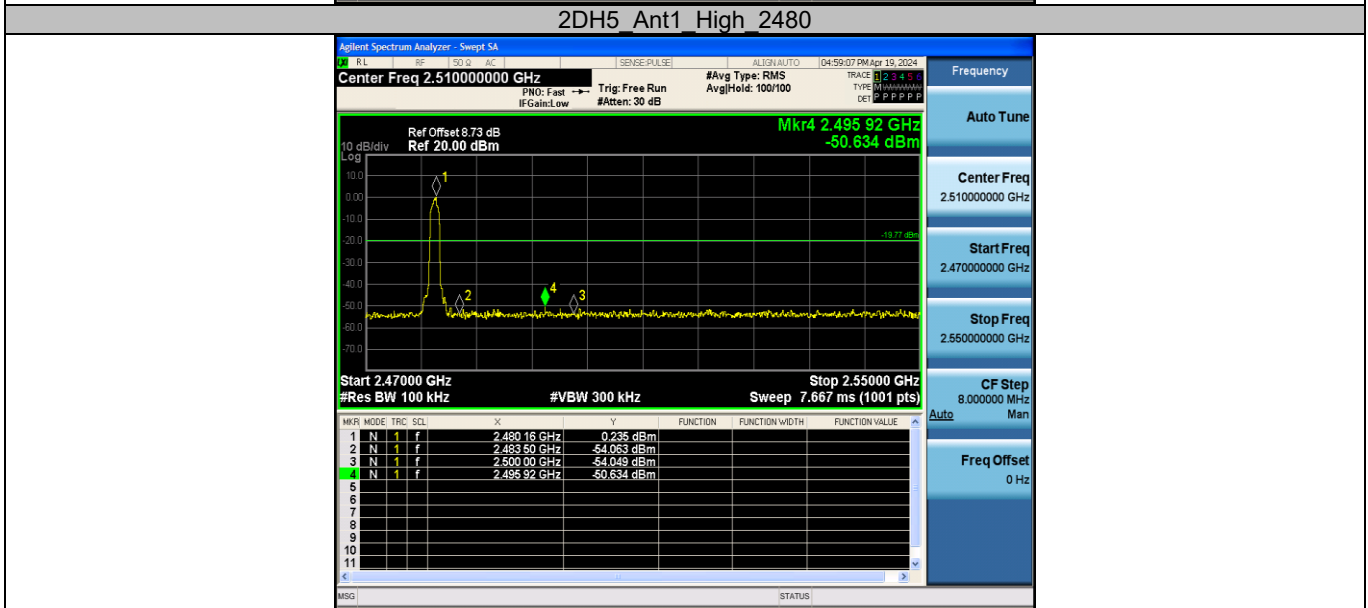 2DH5_Ant1_High_2480
Agilent Spectrum Analyzer - Swept SA
LXI RL RF 50 Ω AC SENSE:PULSE ALIGN AUTO 04:59:07 PM Apr 19, 2024
Center Freq 2.510000000 GHz
PNO: Fast
IFGain:Low
Trig: Free Run
#Atten: 30 dB
#Avg Type: RMS
Avg|Hold: 100/100
TRACE 1 2 3 4 5 6
TYPE M
DET P P P P P P
Mkr4 2.495 92 GHz
-50.634 dBm
Ref Offset 8.73 dB
10 dB/div Ref 20.00 dBm
Log
10.0
0.00
-10.0
-20.0
-30.0
-40.0
-50.0
-60.0
-70.0
1
2
4
3
-19.77 dBm
Start 2.47000 GHz Stop 2.55000 GHz
#Res BW 100 kHz #VBW 300 kHz Sweep 7.667 ms (1001 pts)
MKR MODE TRC SCL X Y FUNCTION FUNCTION WIDTH FUNCTION VALUE
1 N 1 f 2.480 16 GHz 0.235 dBm
2 N 1 f 2.483 50 GHz -54.063 dBm
3 N 1 f 2.500 00 GHz -54.049 dBm
4 N 1 f 2.495 92 GHz -50.634 dBm
5
6
7
8
9
10
11
MSG STATUS
Frequency
Auto Tune
Center Freq
2.510000000 GHz
Start Freq
2.470000000 GHz
Stop Freq
2.550000000 GHz
CF Step
8.000000 MHz
Auto Man
Freq Offset
0 Hz